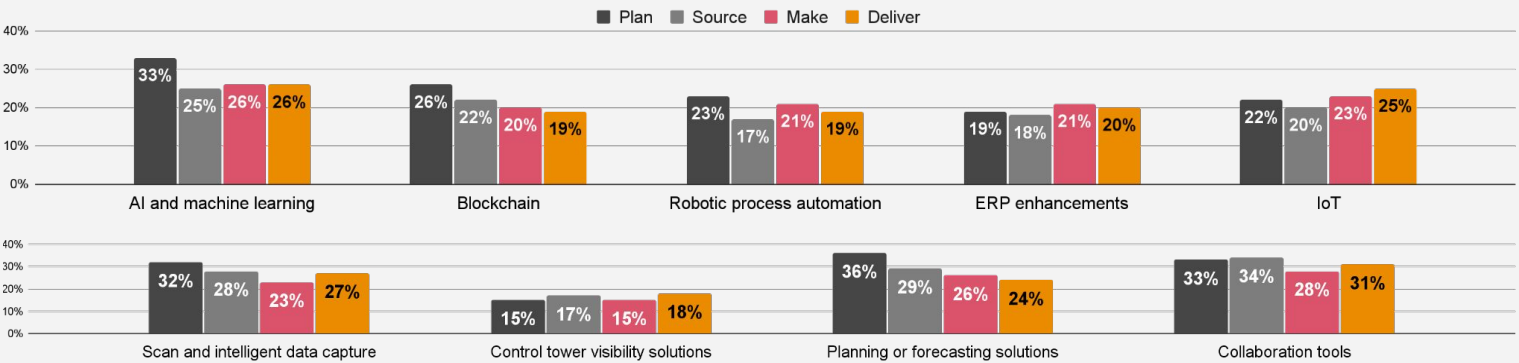 Plan Source Make Deliver
40%
30%
33%
25% 26% 26% 26% 22% 20% 19% 23% 17% 21% 19% 19% 18% 21% 20% 22% 20% 23% 25%
20%
10%
0%
AI and machine learning Blockchain Robotic process automation ERP enhancements IoT
40%
30%
32% 28% 23% 27% 15% 17% 15% 18% 36% 29% 26% 24% 33% 34% 28% 31%
20%
10%
0%
Scan and intelligent data capture Control tower visibility solutions Planning or forecasting solutions Collaboration tools